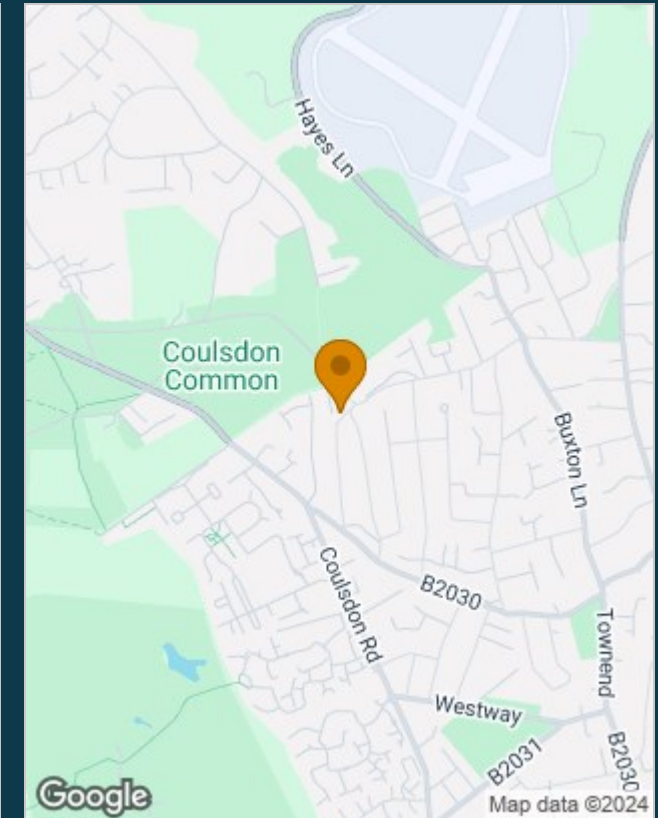 Hayes Ln
Coulsdon
Common
Buxton Ln
Coulsdon Rd
B2030
Townend
Westway
B2031
B2030
Google
Map data ©2024